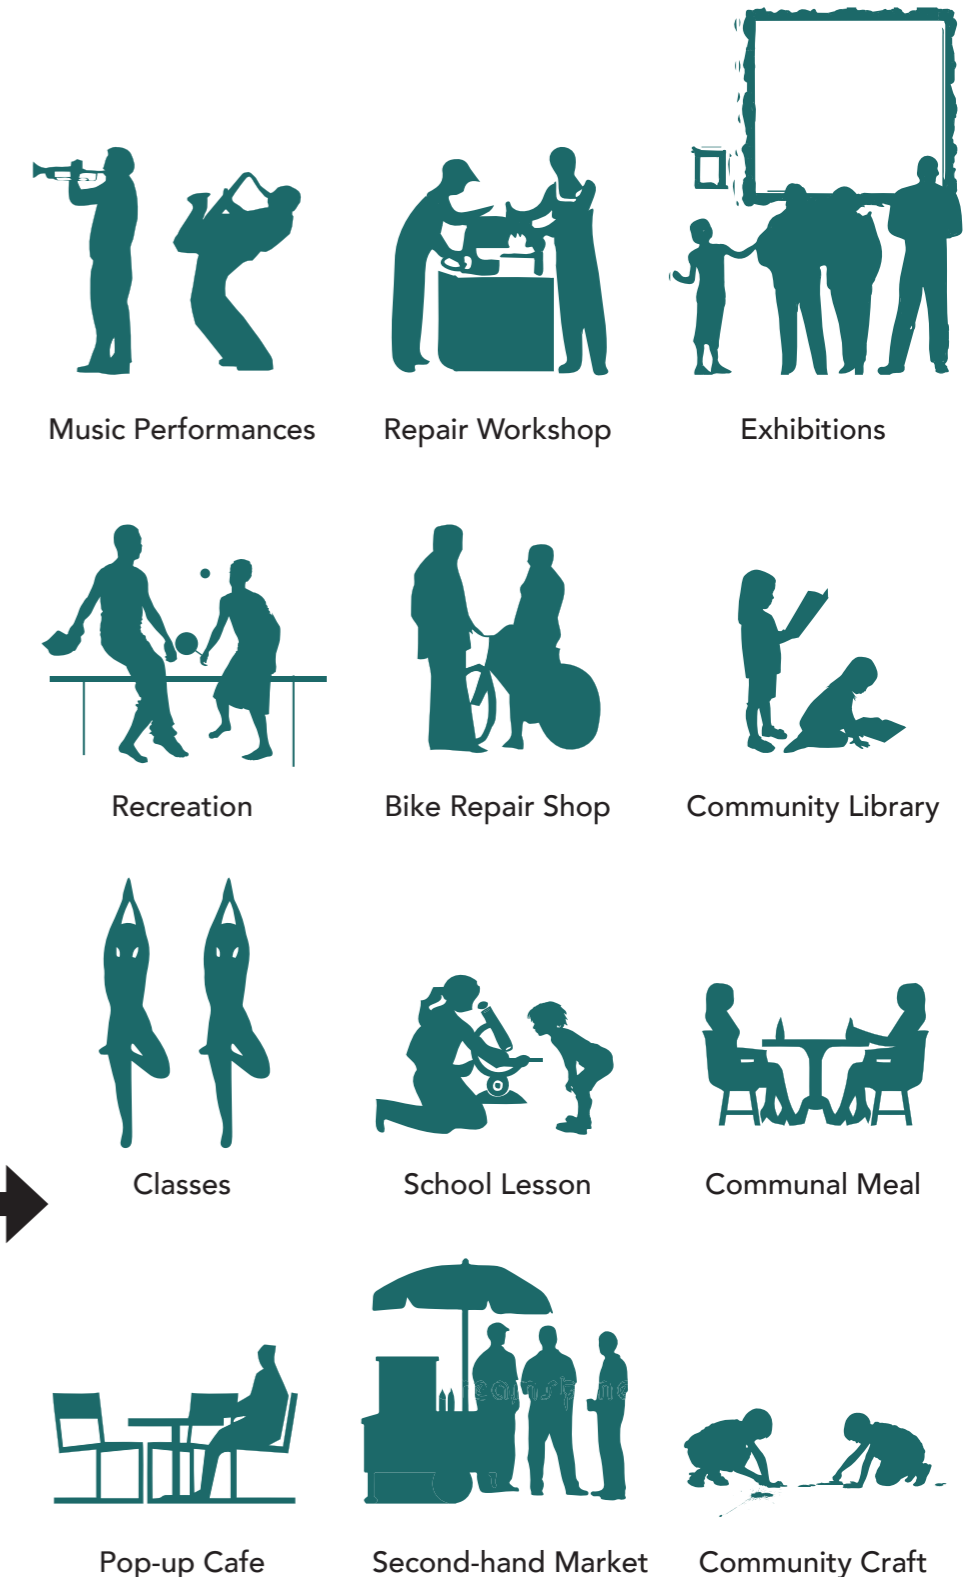 Music Performances
Repair Workshop
Exhibitions
Recreation
Bike Repair Shop
Community Library
Classes
School Lesson
Communal Meal
Pop-up Cafe
Second-hand Market
Community Craft